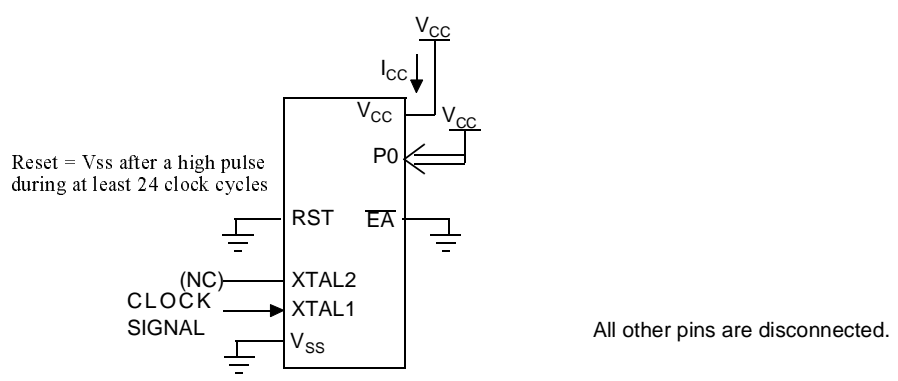 VCC
ICC
VCC
VCC
P0
Reset = Vss after a high pulse
during at least 24 clock cycles
RST
EA
(NC)
XTAL2
CLOCK
SIGNAL
XTAL1
VSS
All other pins are disconnected.